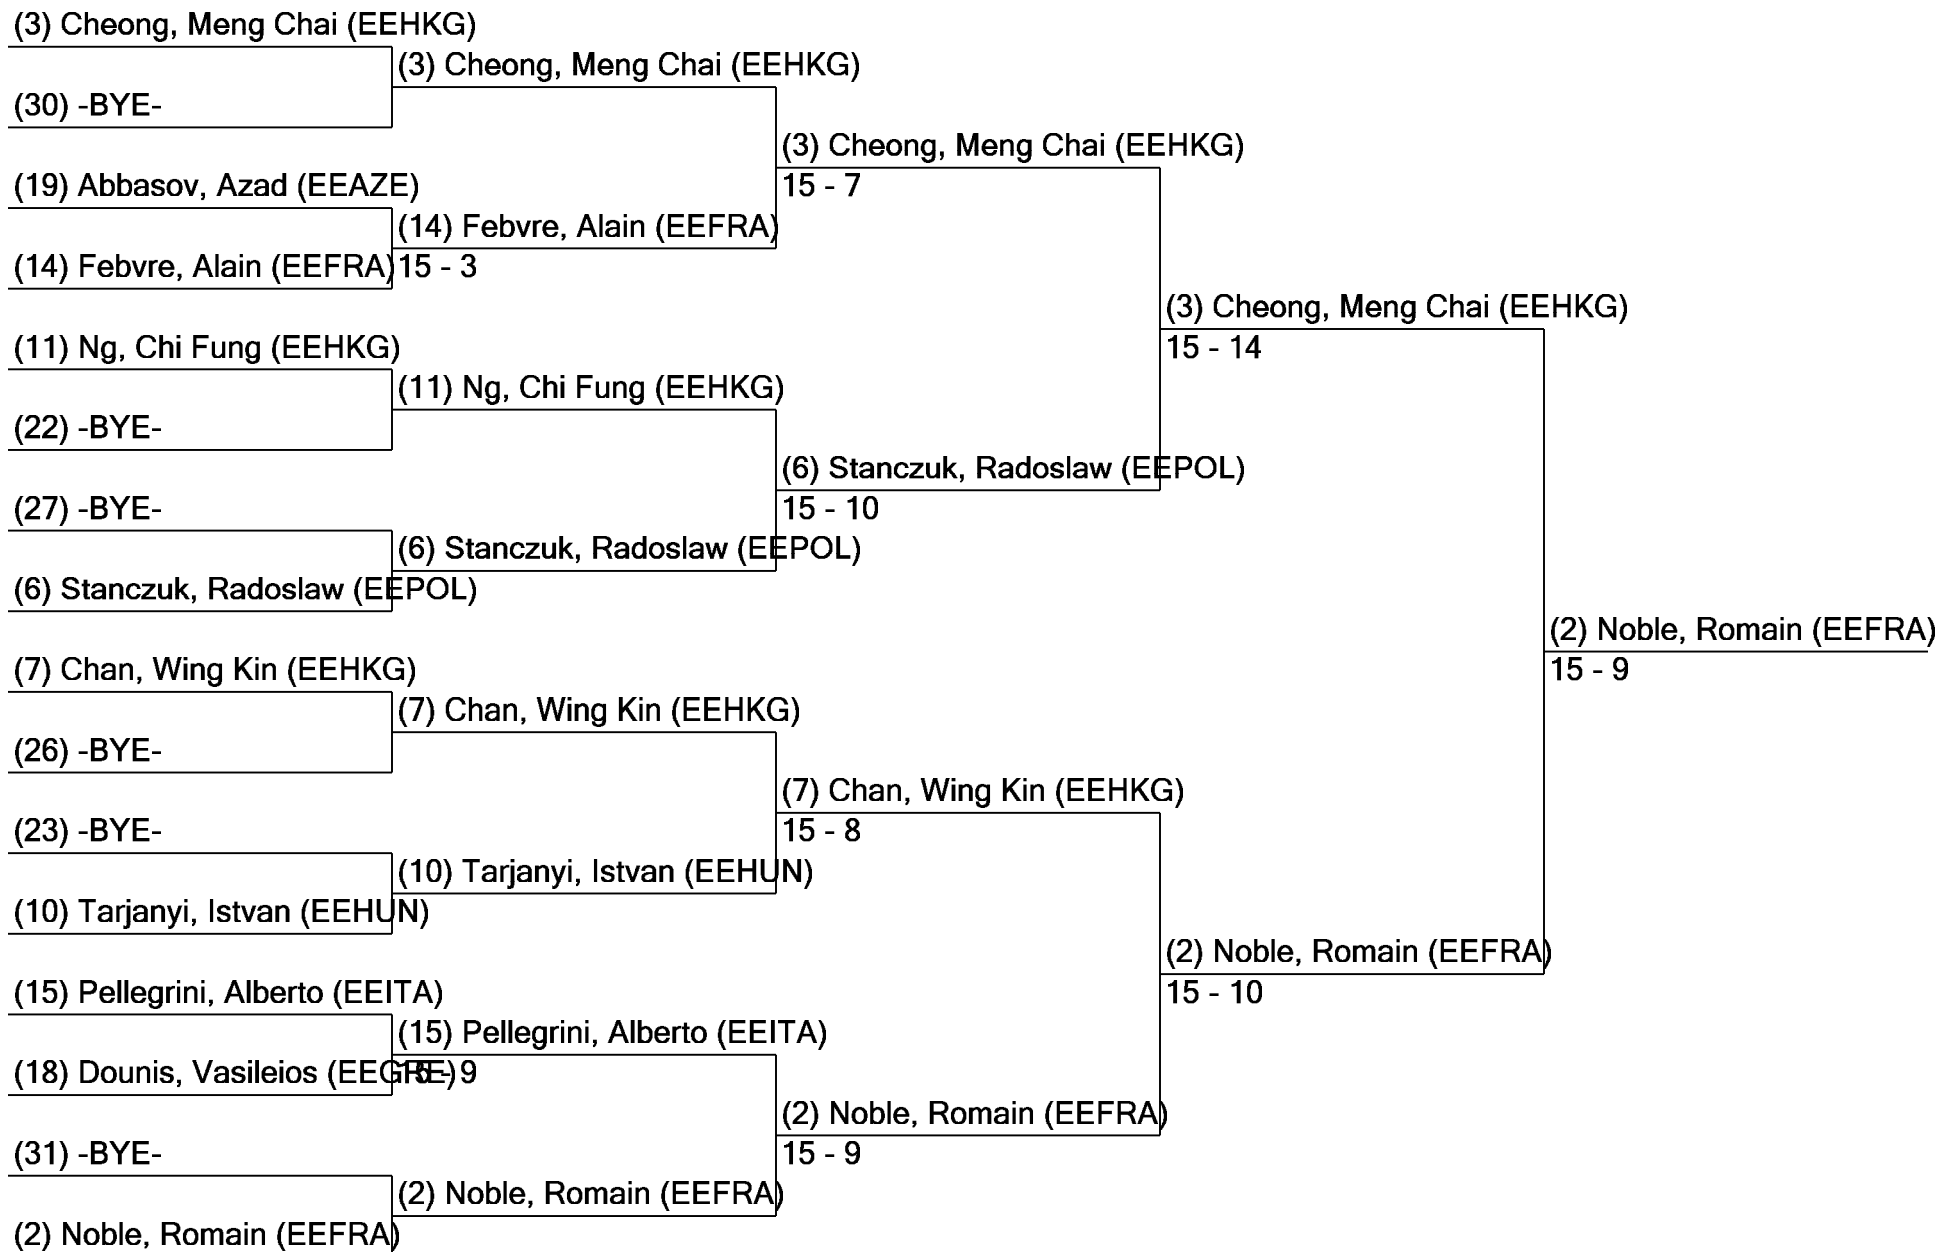 (3) Cheong, Meng Chai (EEHKG)
(3) Cheong, Meng Chai (EEHKG)
(30) -BYE-
(3) Cheong, Meng Chai (EEHKG)
15 - 7
(19) Abbasov, Azad (EEAZE)
(14) Febvre, Alain (EEFRA)
15 - 3
(14) Febvre, Alain (EEFRA)
(3) Cheong, Meng Chai (EEHKG)
15 - 14
(11) Ng, Chi Fung (EEHKG)
(11) Ng, Chi Fung (EEHKG)
(22) -BYE-
(6) Stanczuk, Radoslaw (EEPOL)
15 - 10
(27) -BYE-
(6) Stanczuk, Radoslaw (EEPOL)
(6) Stanczuk, Radoslaw (EEPOL)
(2) Noble, Romain (EEFRA)
15 - 9
(7) Chan, Wing Kin (EEHKG)
(7) Chan, Wing Kin (EEHKG)
(26) -BYE-
(7) Chan, Wing Kin (EEHKG)
15 - 8
(23) -BYE-
(10) Tarjanyi, Istvan (EEHUN)
(10) Tarjanyi, Istvan (EEHUN)
(2) Noble, Romain (EEFRA)
15 - 10
(15) Pellegrini, Alberto (EEITA)
(15) Pellegrini, Alberto (EEITA)
15 - 9
(18) Dounis, Vasileios (EEGRE)
(2) Noble, Romain (EEFRA)
15 - 9
(31) -BYE-
(2) Noble, Romain (EEFRA)
(2) Noble, Romain (EEFRA)